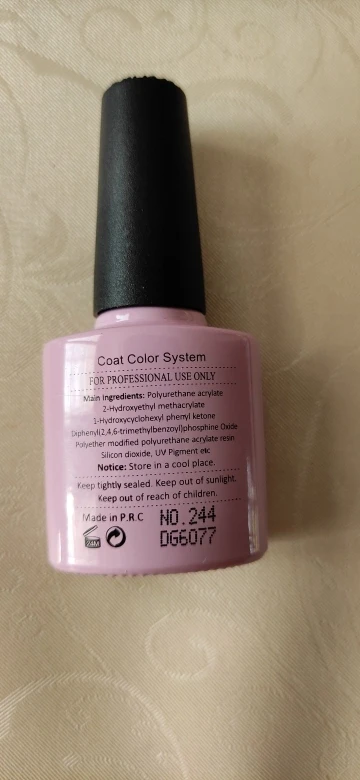 Coat Color System
FOR PROFESSIONAL USE ONLY
Main Ingredients: Polyurethane acrylate
2-Hydroxyethyl methacrylate
1-Hydroxycyclohexyl phenyl ketone
Diphenyl(2,4,6-trimethylbenzoyl)phosphine Oxide
Polyether modified polyurethane acrylate resin
Silicon dioxide, UV Pigment etc
Notice: Store in a cool place.
Keep tightly sealed. Keep out of sunlight.
Keep out of reach of children.
Made in P.R.C
NO.244
24M
DG6077